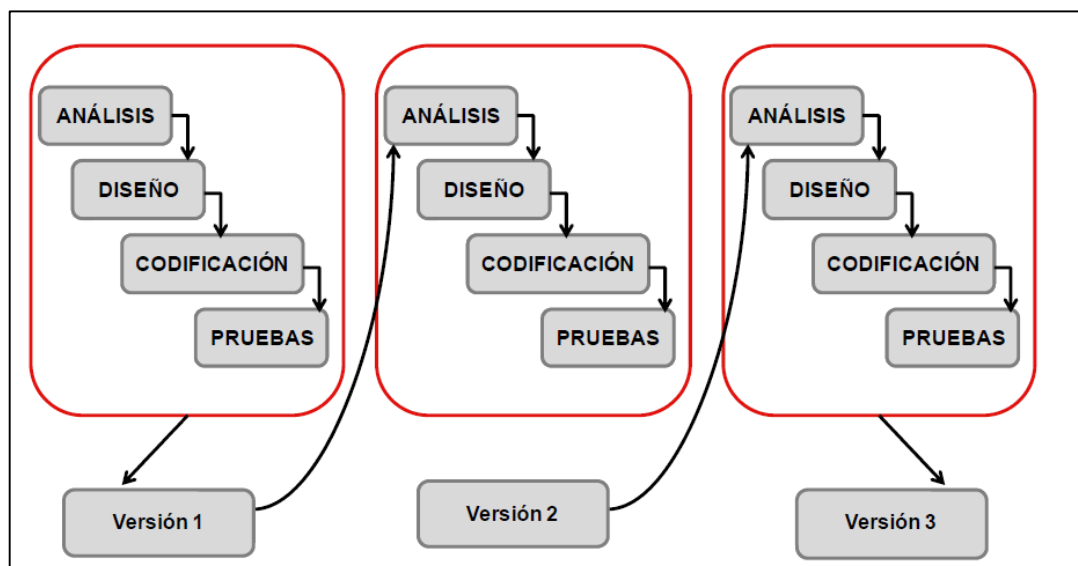 ANÁLISIS
DISEÑO
CODIFICACIÓN
PRUEBAS
Versión 1
ANÁLISIS
DISEÑO
CODIFICACIÓN
PRUEBAS
Versión 2
ANÁLISIS
DISEÑO
CODIFICACIÓN
PRUEBAS
Versión 3